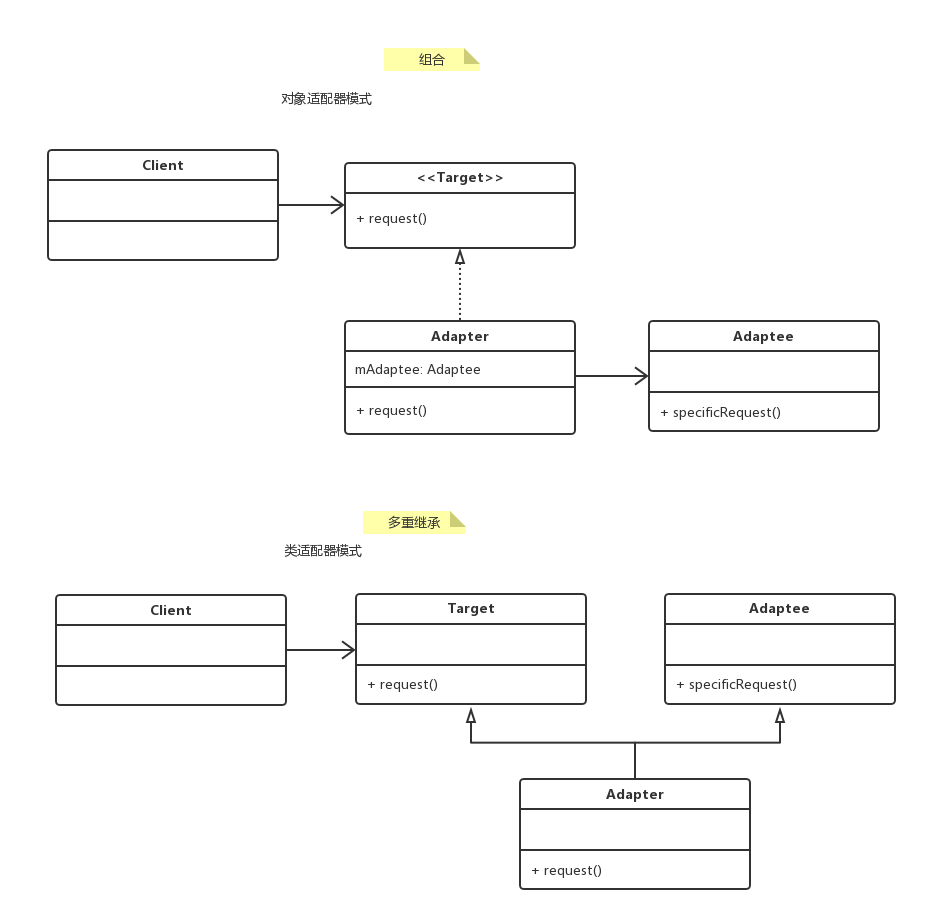 组合
对象适配器模式
Client
<<Target>>
+ request()
Adapter
mAdaptee: Adaptee
+ request()
Adaptee
+ specificRequest()
多重继承
类适配器模式
Client
Target
+ request()
Adaptee
+ specificRequest()
Adapter
+ request()